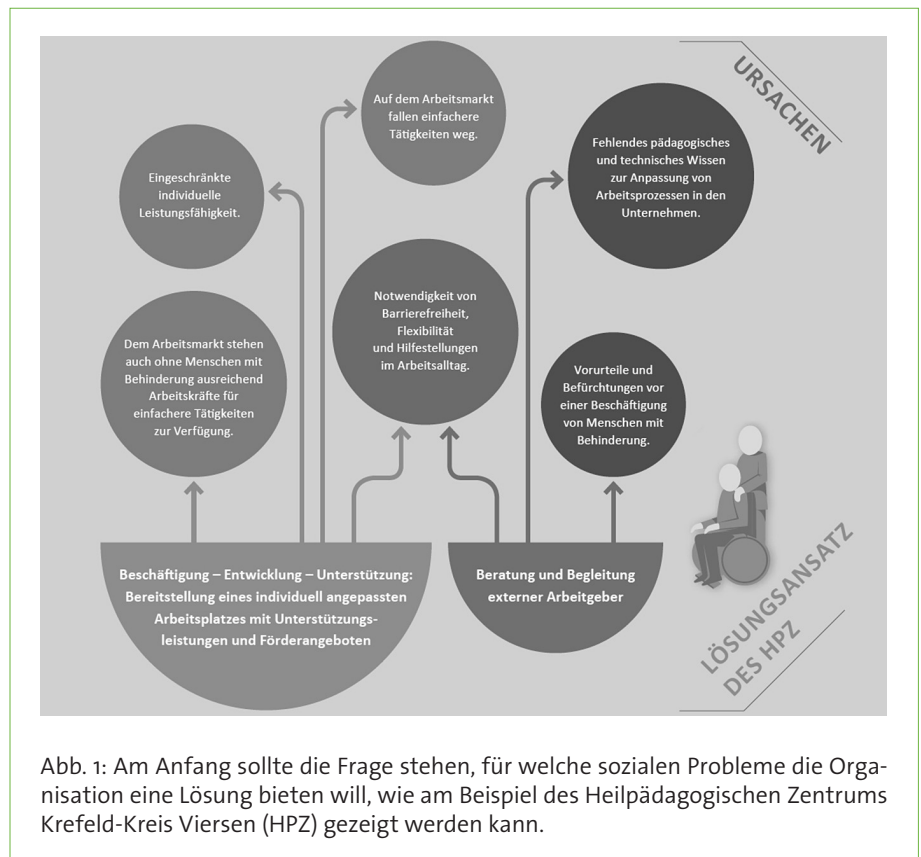 URSACHEN
Auf dem Arbeitsmarkt
fallen einfachere
Tätigkeiten weg.
Fehlendes pädagogisches
und technisches Wissen
zur Anpassung von
Arbeitsprozessen in den
Unternehmen.
Eingeschränkte
individuelle
Leistungsfähigkeit.
Notwendigkeit von
Barrierefreiheit,
Flexibilität
und Hilfestellungen
im Arbeitsalltag.
Dem Arbeitsmarkt stehen
auch ohne Menschen mit
Behinderung ausreichend
Arbeitskräfte für
einfachere Tätigkeiten
zur Verfügung.
Vorurteile und
Befürchtungen vor
einer Beschäftigung
von Menschen mit
Behinderung.
Beschäftigung – Entwicklung – Unterstützung:
Bereitstellung eines individuell angepassten
Arbeitsplatzes mit Unterstützungs-
leistungen und Förderangeboten
Beratung und Begleitung
externer Arbeitgeber
LÖSUNGSANSATZ
DES HPZ
Abb. 1: Am Anfang sollte die Frage stehen, für welche sozialen Probleme die Orga-
nisation eine Lösung bieten will, wie am Beispiel des Heilpädagogischen Zentrums
Krefeld-Kreis Viersen (HPZ) gezeigt werden kann.